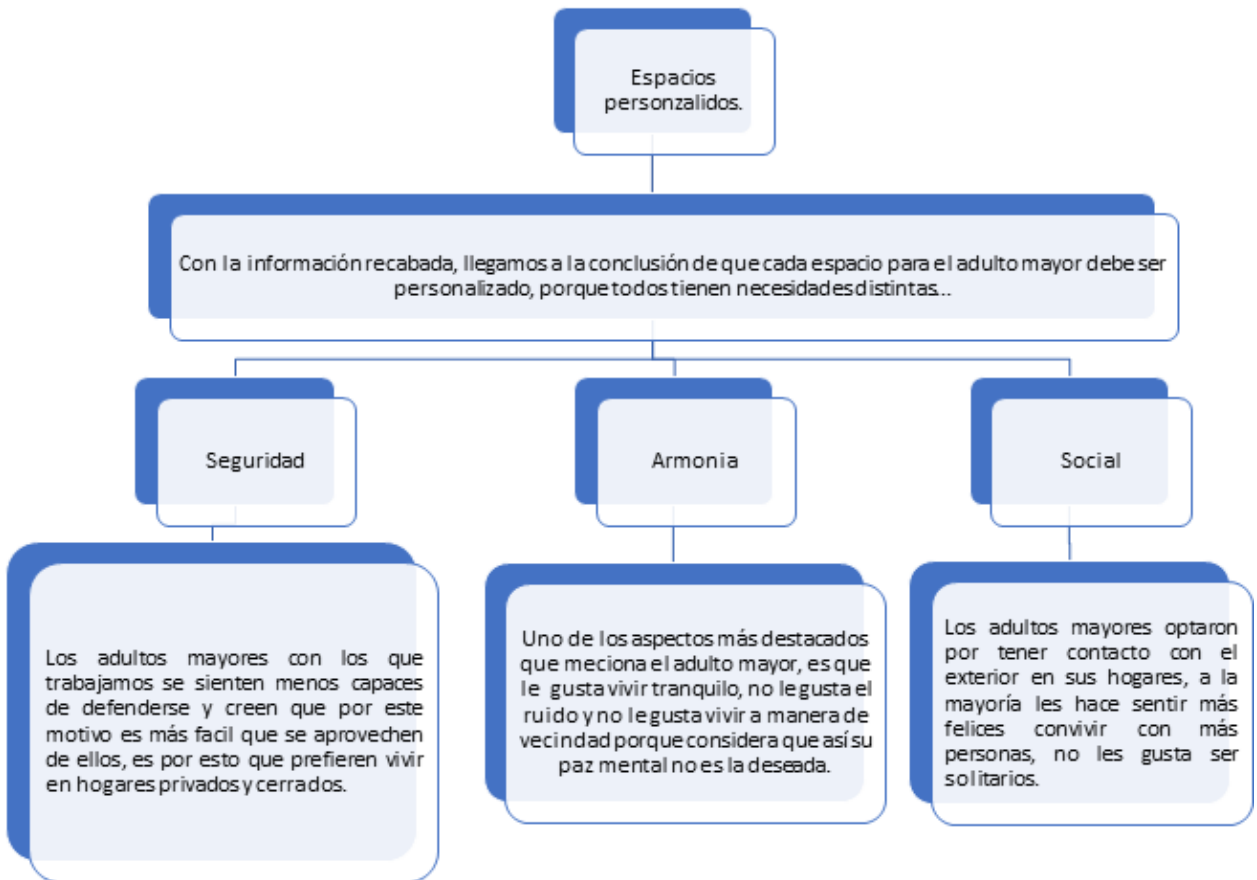 Espacios
personzalidos.
Con la información recabada, llegamos a la conclusión de que cada espacio para el adulto mayor debe ser
personalizado, porque todos tienen necesidades distintas...
Seguridad
Armonia
Social
Los adultos mayores con los que
trabajamos se sienten menos capaces
de defenderse y creen que por este
motivo es más facil que se aprovechen
de ellos, es por esto que prefieren vivir
en hogares privados y cerrados.
Uno de los aspectos más destacados
que meciona el adulto mayor, es que
le gusta vivir tranquilo, no le gusta el
ruido y no le gusta vivir a manera de
vecindad porque considera que así su
paz mental no es la deseada.
Los adultos mayores optaron
por tener contacto con el
exterior en sus hogares, a la
mayoría les hace sentir más
felices convivir con más
personas, no les gusta ser
solitarios.